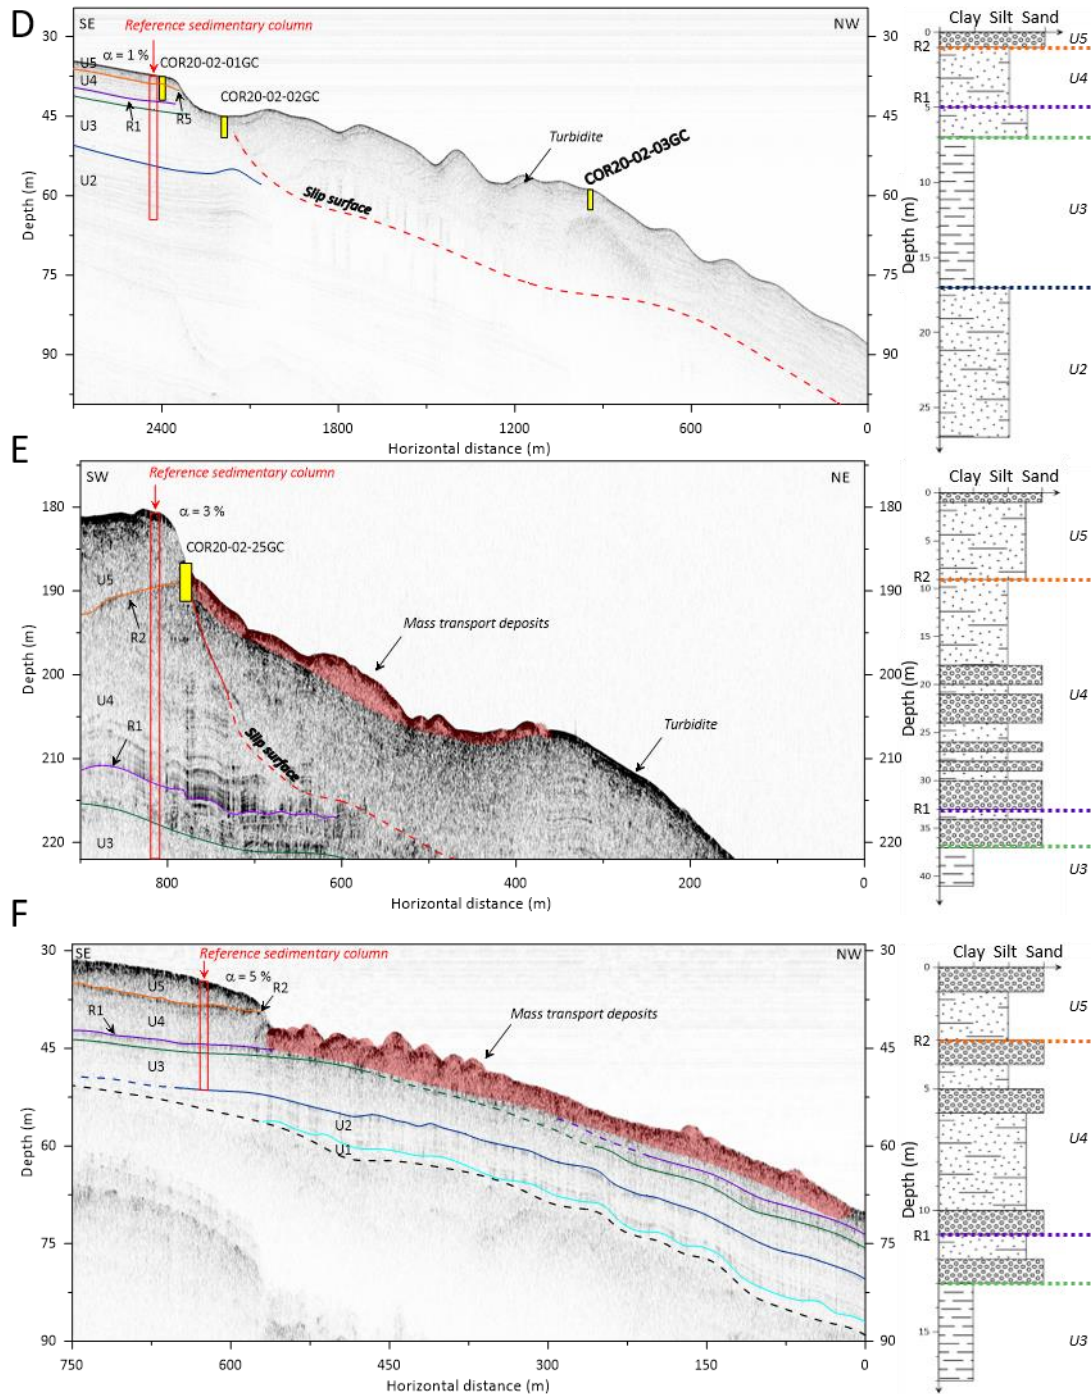 D
SE
Reference sedimentary column
NW
Clay Silt Sand
30
30
0
U5
R2
α = 1 %
COR20-02-01GC
U5
U4
U4
COR20-02-02GC
R1
5
45
R1
R5
45
U3
Turbidite
COR20-02-03GC
10
U3
Depth (m)
60
U2
Slip surface
60
Depth (m)
Depth (m)
15
75
75
20
U2
90
90
25
2400
1800
1200
600
0
Horizontal distance (m)
E
SW
Reference sedimentary column
NE
Clay Silt Sand
180
0
α = 3 %
U5
COR20-02-25GC
5
190
U5
R2
R2
10
Mass transport deposits
15
Depth (m)
200
Depth (m)
20
U4
U4
R1
Slip surface
Turbidite
25
210
30
R1
35
220
U3
U3
40
800
600
400
200
0
Horizontal distance (m)
F
30
SE
Reference sedimentary column
NW
30
Clay Silt Sand
0
α = 5 %
U5
R2
U5
R1
U4
Mass transport deposits
R2
45
45
U3
5
U4
Depth (m)
60
U2
60
Depth (m)
U1
10
R1
75
75
15
U3
90
90
750
600
450
300
150
0
Horizontal distance (m)